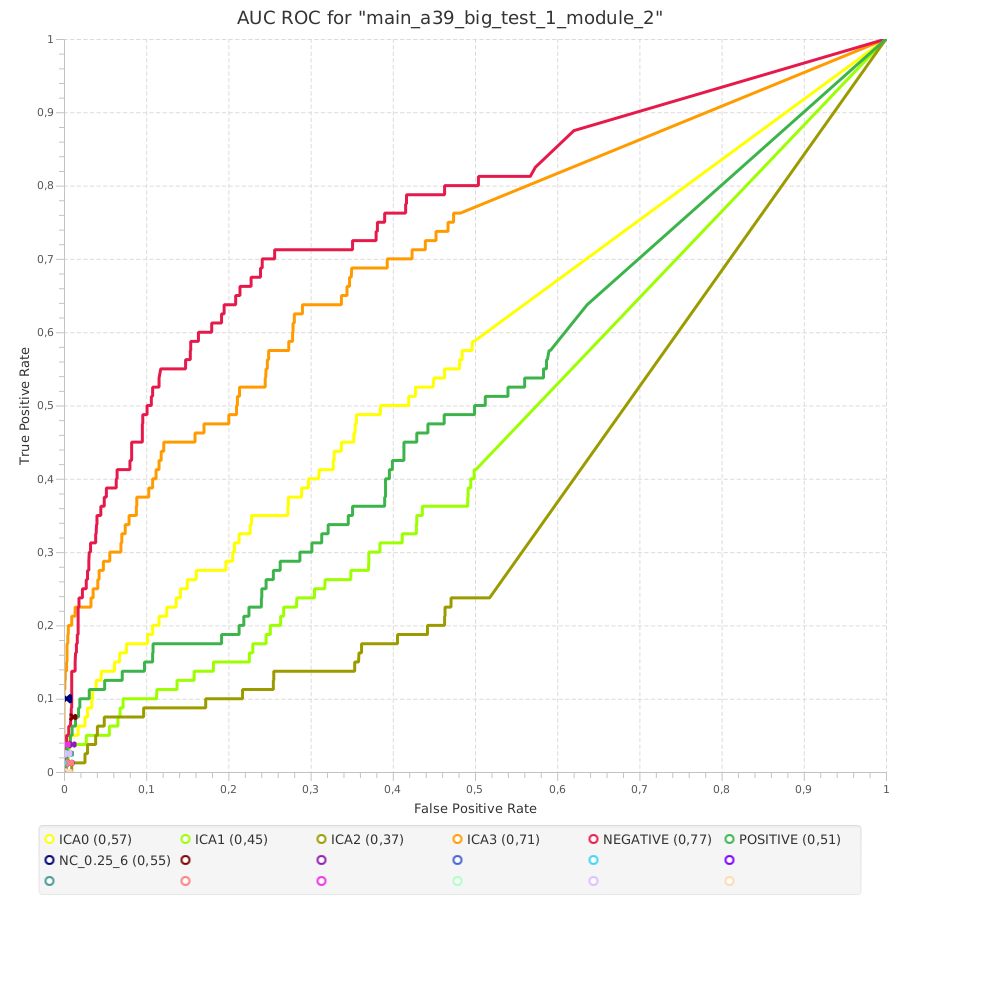 AUC ROC for "main_a39_big_test_1_module_2"
1
0,9
0,8
0,7
0,6
0,5
0,4
0,3
0,2
0,1
0
True Positive Rate
0 0,1 0,2 0,3 0,4 0,5 0,6 0,7 0,8 0,9 1
False Positive Rate
ICA0 (0,57) ICA1 (0,45) ICA2 (0,37) ICA3 (0,71) NEGATIVE (0,77) POSITIVE (0,51)
NC_0.25_6 (0,55)